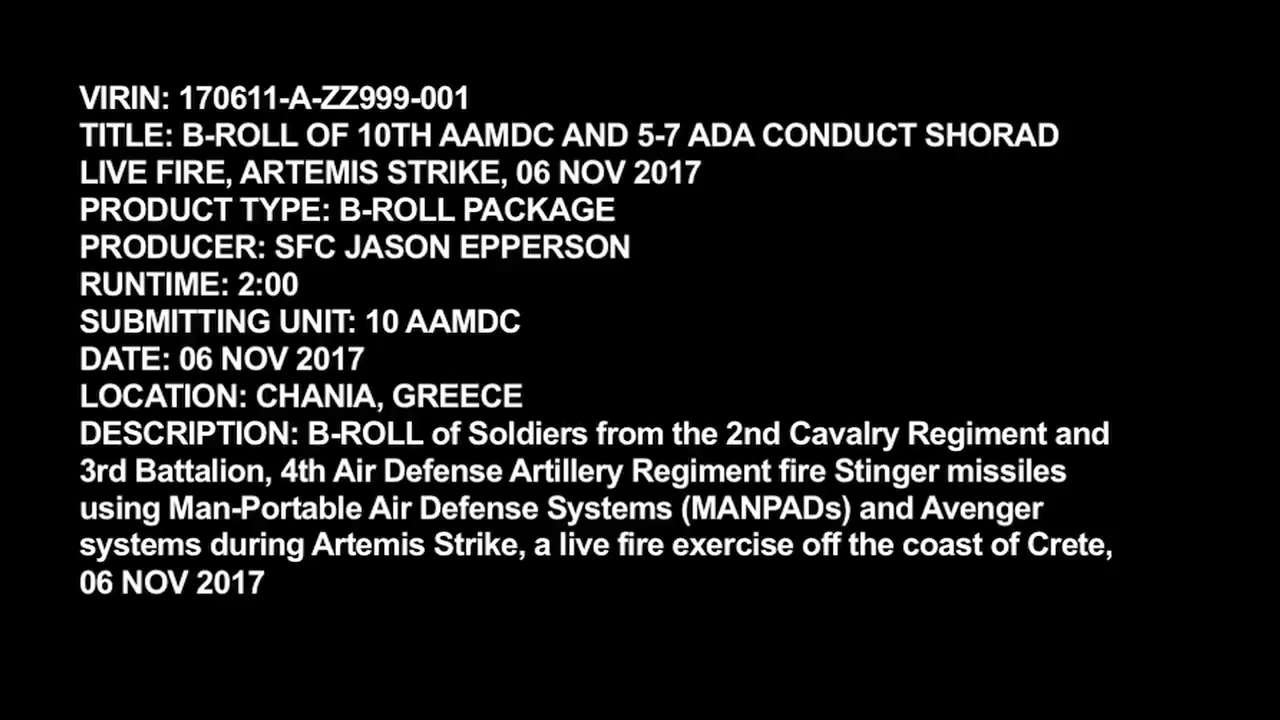 VIRIN: 170611-A-ZZ999-001
TITLE: B-ROLL OF 10TH AAMDC AND 5-7 ADA CONDUCT SHORAD
LIVE FIRE, ARTEMIS STRIKE, 06 NOV 2017
PRODUCT TYPE: B-ROLL PACKAGE
PRODUCER: SFC JASON EPPERSON
RUNTIME: 2:00
SUBMITTING UNIT: 10 AAMDC
DATE: 06 NOV 2017
LOCATION: CHANIA, GREECE
DESCRIPTION: B-ROLL of Soldiers from the 2nd Cavalry Regiment and
3rd Battalion, 4th Air Defense Artillery Regiment fire Stinger missiles
using Man-Portable Air Defense Systems (MANPADs) and Avenger
systems during Artemis Strike, a live fire exercise off the coast of Crete,
06 NOV 2017